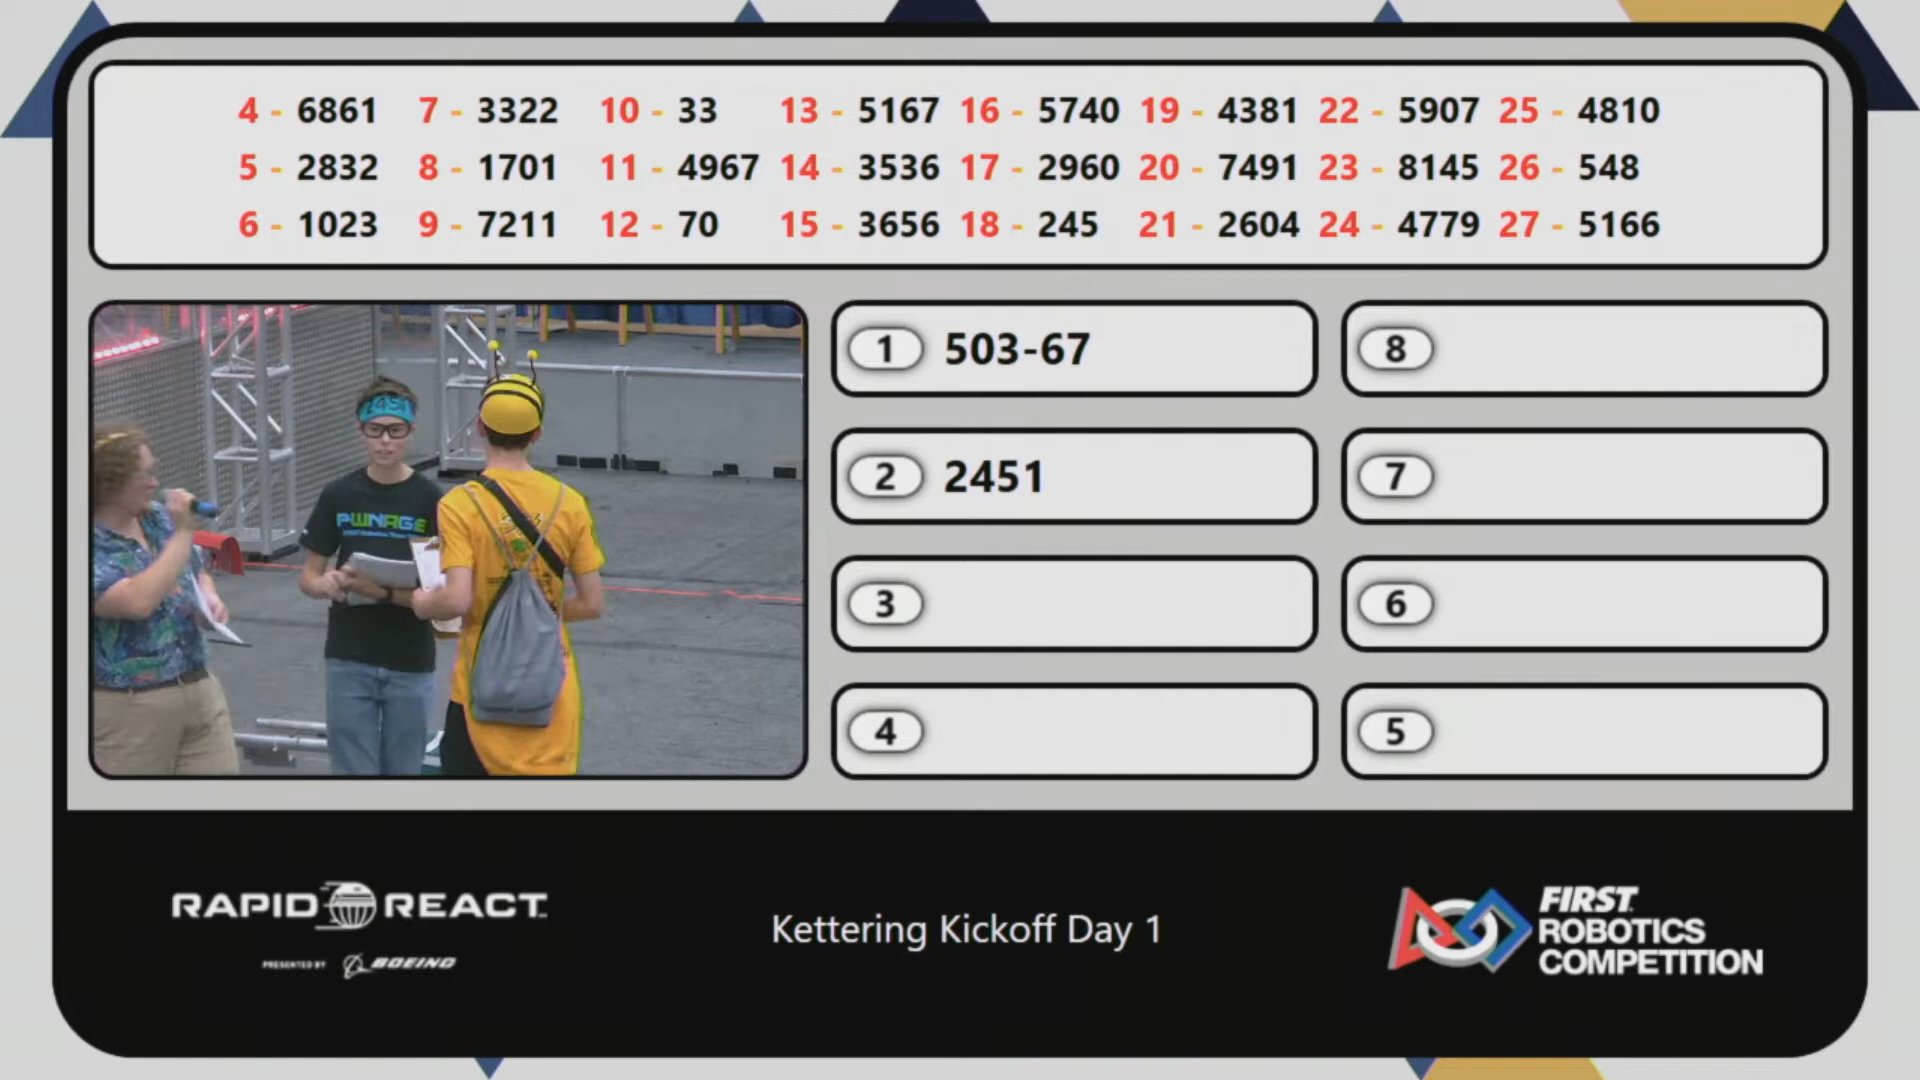 4 - 6861 7 - 3322 10 - 33 13 - 5167 16 - 5740 19 - 4381 22 - 5907 25 - 4810
5 - 2832 8 - 1701 11 - 4967 14 - 3536 17 - 2960 20 - 7491 23 - 8145 26 - 548
6 - 1023 9 - 7211 12 - 70 15 - 3656 18 - 245 21 - 2604 24 - 4779 27 - 5166
PWNAGE
1 503-67
8
2 2451
7
3
6
4
5
RAPID REACT
PRESENTED BY BOEING
Kettering Kickoff Day 1
FIRST
ROBOTICS
COMPETITION